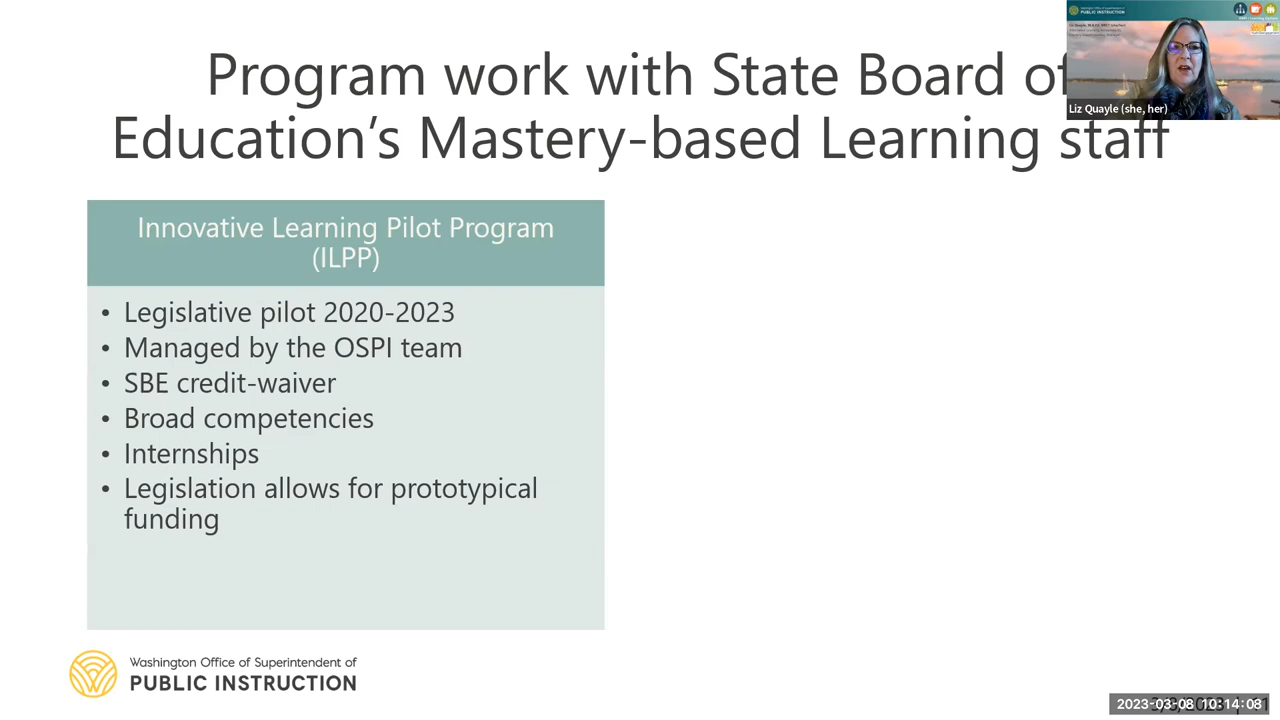 Program work with State Board of
Education's Mastery-based Learning staff
PUBLIC INSTRUCTION
Liz Quayle (she, her)
Innovative Learning Pilot Program
(ILPP)
• Legislative pilot 2020-2023
• Managed by the OSPI team
• SBE credit-waiver
• Broad competencies
• Internships
• Legislation allows for prototypical
funding
Washington Office of Superintendent of
PUBLIC INSTRUCTION
2023-03-08 10:14:08